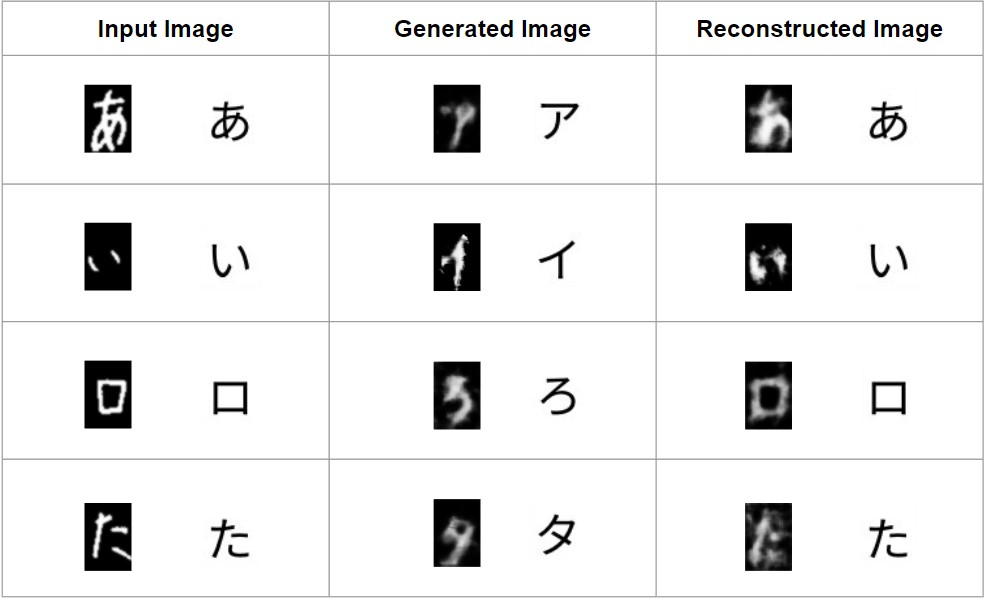 Input Image Generated Image Reconstructed Image
あ あ ア ア あ あ
い い イ イ い い
ロ ロ ろ ろ ロ ロ
た た タ タ た た